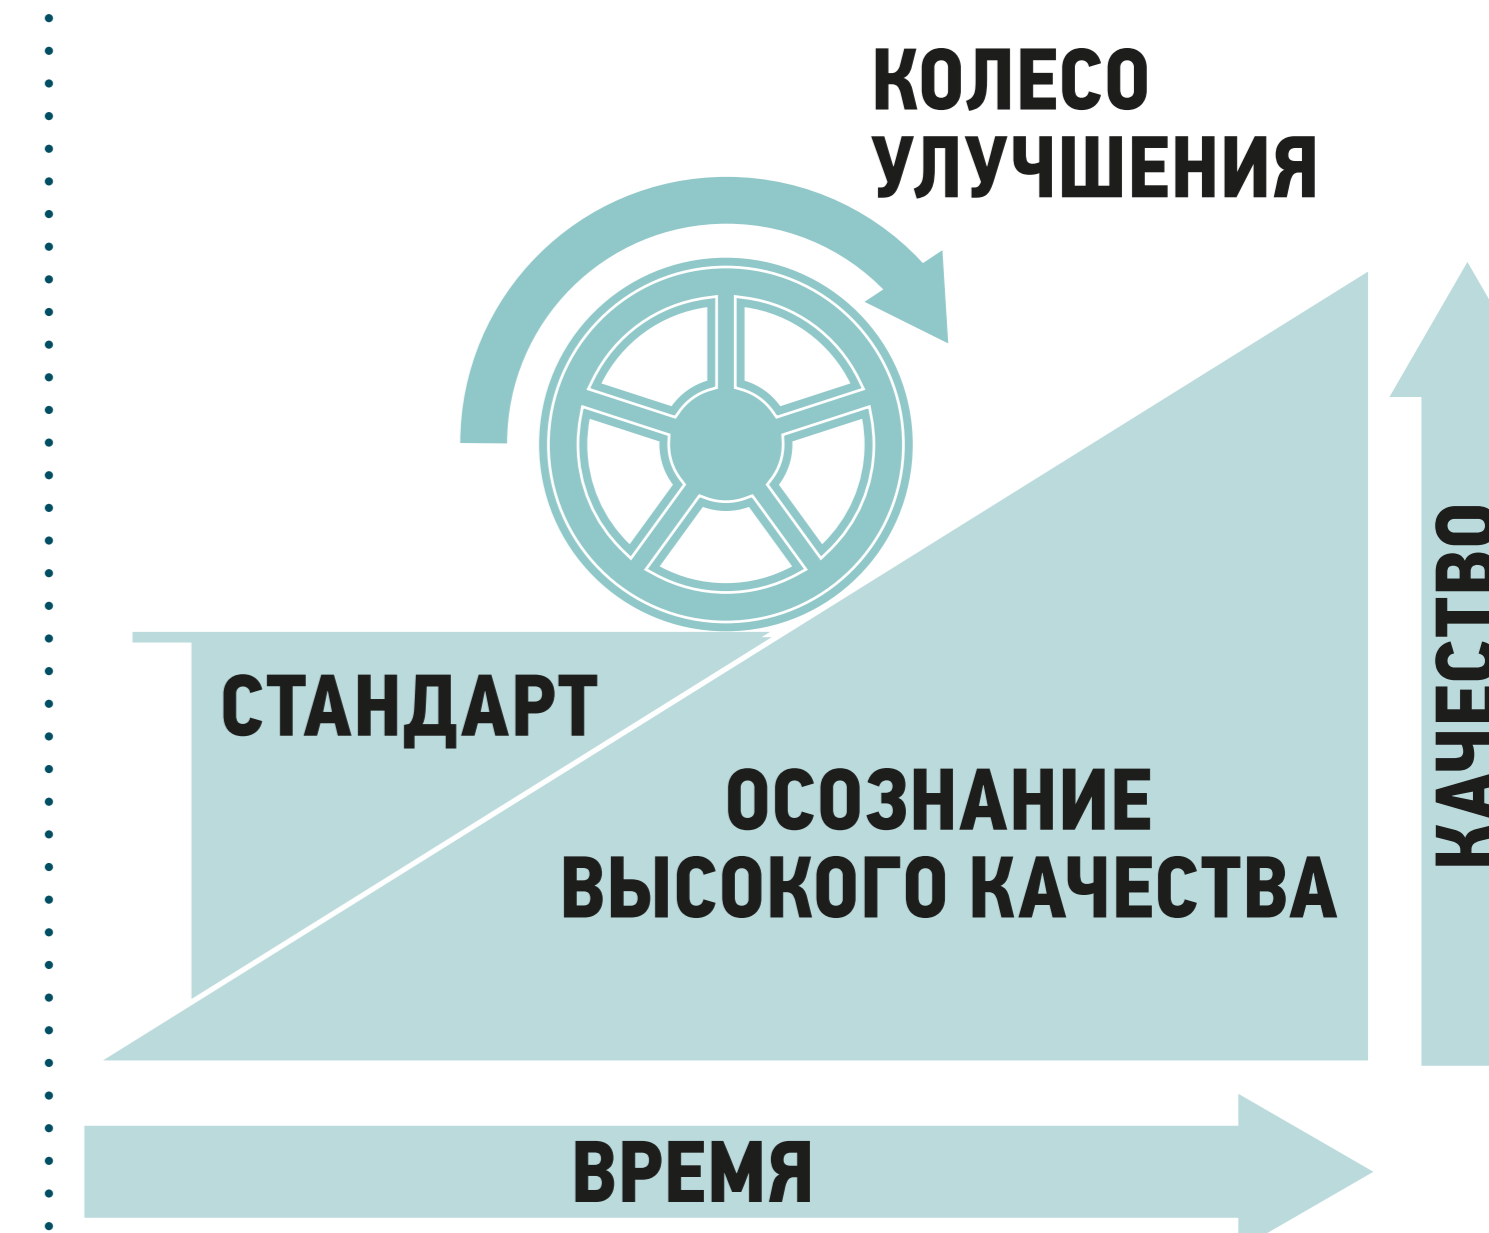 КОЛЕСО
УЛУЧШЕНИЯ
СТАНДАРТ
ОСОЗНАНИЕ
ВЫСОКОГО КАЧЕСТВА
КАЧЕСТВО
ВРЕМЯ